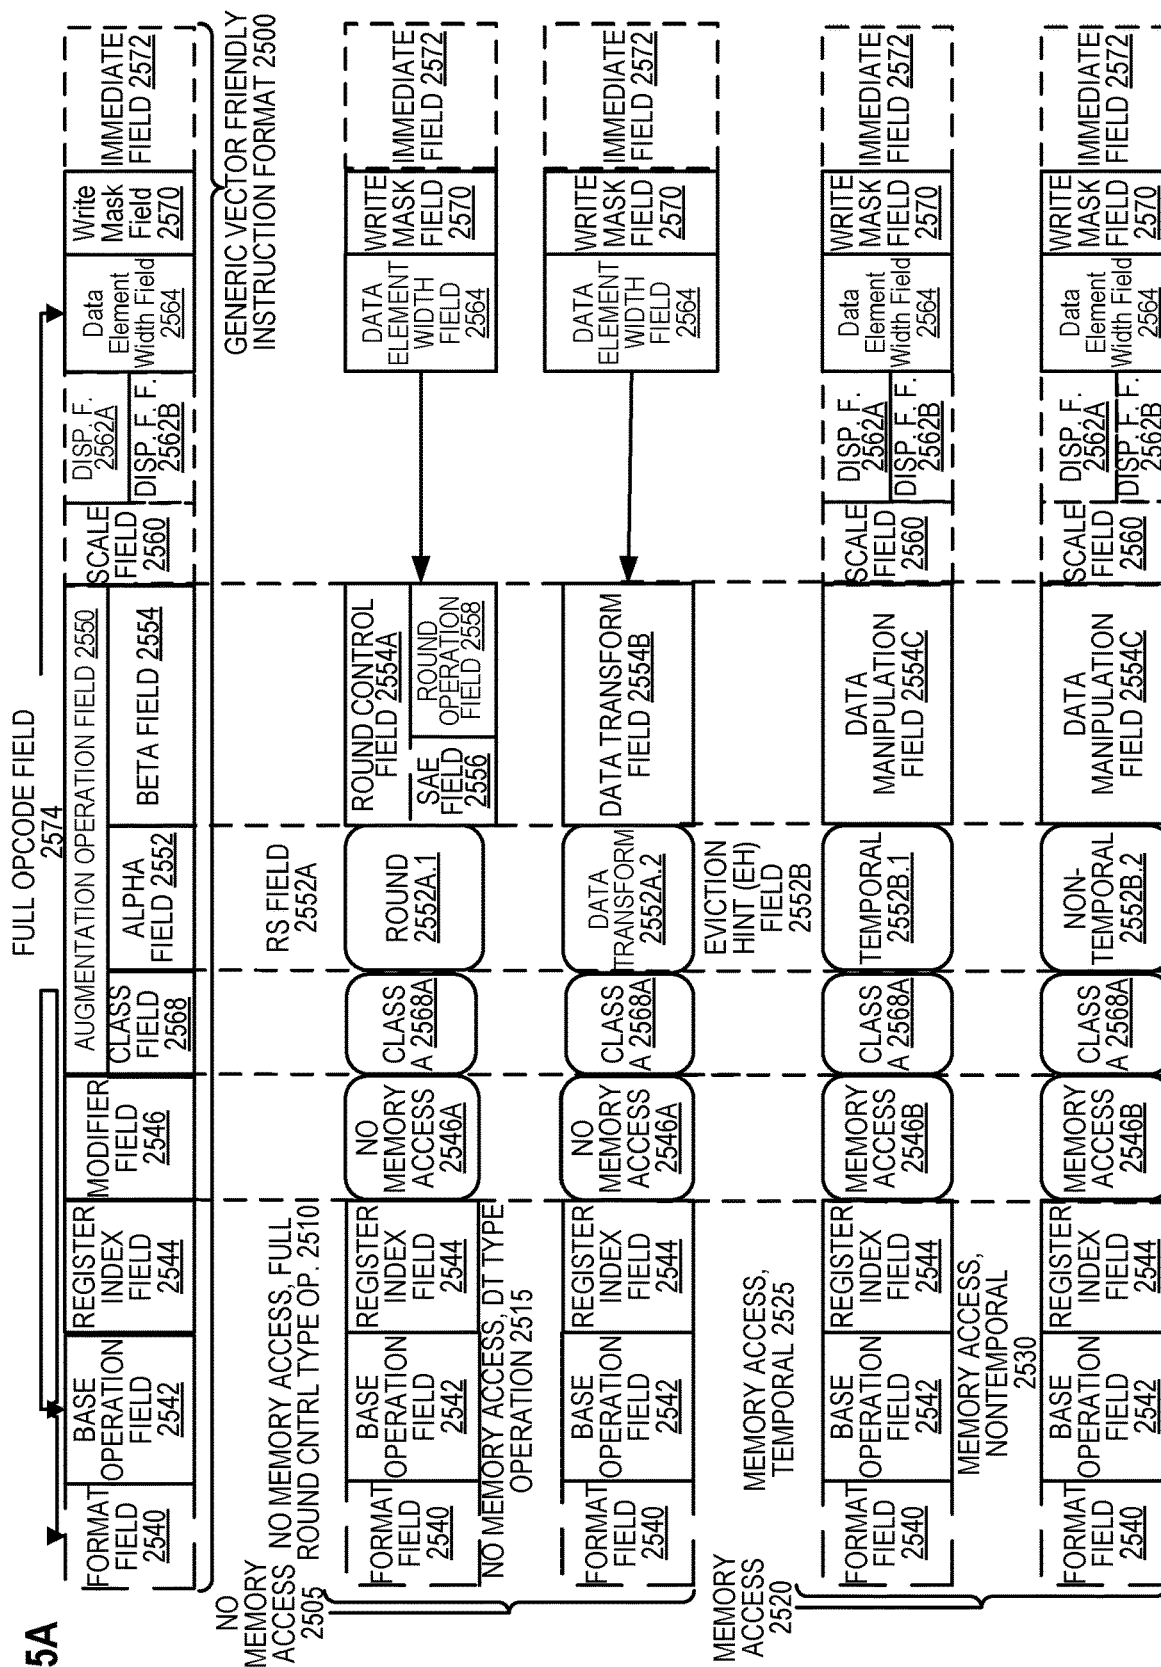 5A
FULL OPCODE FIELD
2574
FORMAT
FIELD
2540
BASE
OPERATION
FIELD
2542
REGISTER
INDEX
FIELD
2544
MODIFIER
FIELD
2546
AUGMENTATION OPERATION FIELD 2550
CLASS
FIELD
2568
ALPHA
FIELD 2552
BETA FIELD 2554
SCALE
FIELD
2560
DISP. F.
2562A
DISP. F. F.
2562B
Data
Element
Width Field
2564
Write
Mask
Field
2570
IMMEDIATE
FIELD 2572
GENERIC VECTOR FRIENDLY
INSTRUCTION FORMAT 2500
NO
MEMORY
ACCESS
2505
NO MEMORY ACCESS, FULL
ROUND CNTRL TYPE OP. 2510
RS FIELD
2552A
FORMAT
FIELD
2540
BASE
OPERATION
FIELD
2542
REGISTER
INDEX
FIELD
2544
NO
MEMORY
ACCESS
2546A
CLASS
A 2568A
ROUND
2552A.1
ROUND CONTROL
FIELD 2554A
SAE
FIELD
2556
ROUND
OPERATION
FIELD 2558
DATA
ELEMENT
WIDTH
FIELD
2564
WRITE
MASK
FIELD
2570
IMMEDIATE
FIELD 2572
NO MEMORY ACCESS, DT TYPE
OPERATION 2515
FORMAT
FIELD
2540
BASE
OPERATION
FIELD
2542
REGISTER
INDEX
FIELD
2544
NO
MEMORY
ACCESS
2546A
CLASS
A 2568A
DATA
TRANSFORM
2552A.2
DATA TRANSFORM
FIELD 2554B
DATA
ELEMENT
WIDTH
FIELD
2564
WRITE
MASK
FIELD
2570
IMMEDIATE
FIELD 2572
MEMORY
ACCESS
2520
MEMORY ACCESS,
TEMPORAL 2525
EVICTION
HINT (EH)
FIELD
2552B
FORMAT
FIELD
2540
BASE
OPERATION
FIELD
2542
REGISTER
INDEX
FIELD
2544
MEMORY
ACCESS
2546B
CLASS
A 2568A
TEMPORAL
2552B.1
DATA
MANIPULATION
FIELD 2554C
SCALE
FIELD
2560
DISP. F.
2562A
DISP. F. F.
2562B
Data
Element
Width Field
2564
WRITE
MASK
FIELD
2570
IMMEDIATE
FIELD 2572
MEMORY ACCESS,
NONTEMPORAL
2530
FORMAT
FIELD
2540
BASE
OPERATION
FIELD
2542
REGISTER
INDEX
FIELD
2544
MEMORY
ACCESS
2546B
CLASS
A 2568A
NON-
TEMPORAL
2552B.2
DATA
MANIPULATION
FIELD 2554C
SCALE
FIELD
2560
DISP. F.
2562A
DISP. F. F.
2562B
Data
Element
Width Field
2564
WRITE
MASK
FIELD
2570
IMMEDIATE
FIELD 2572